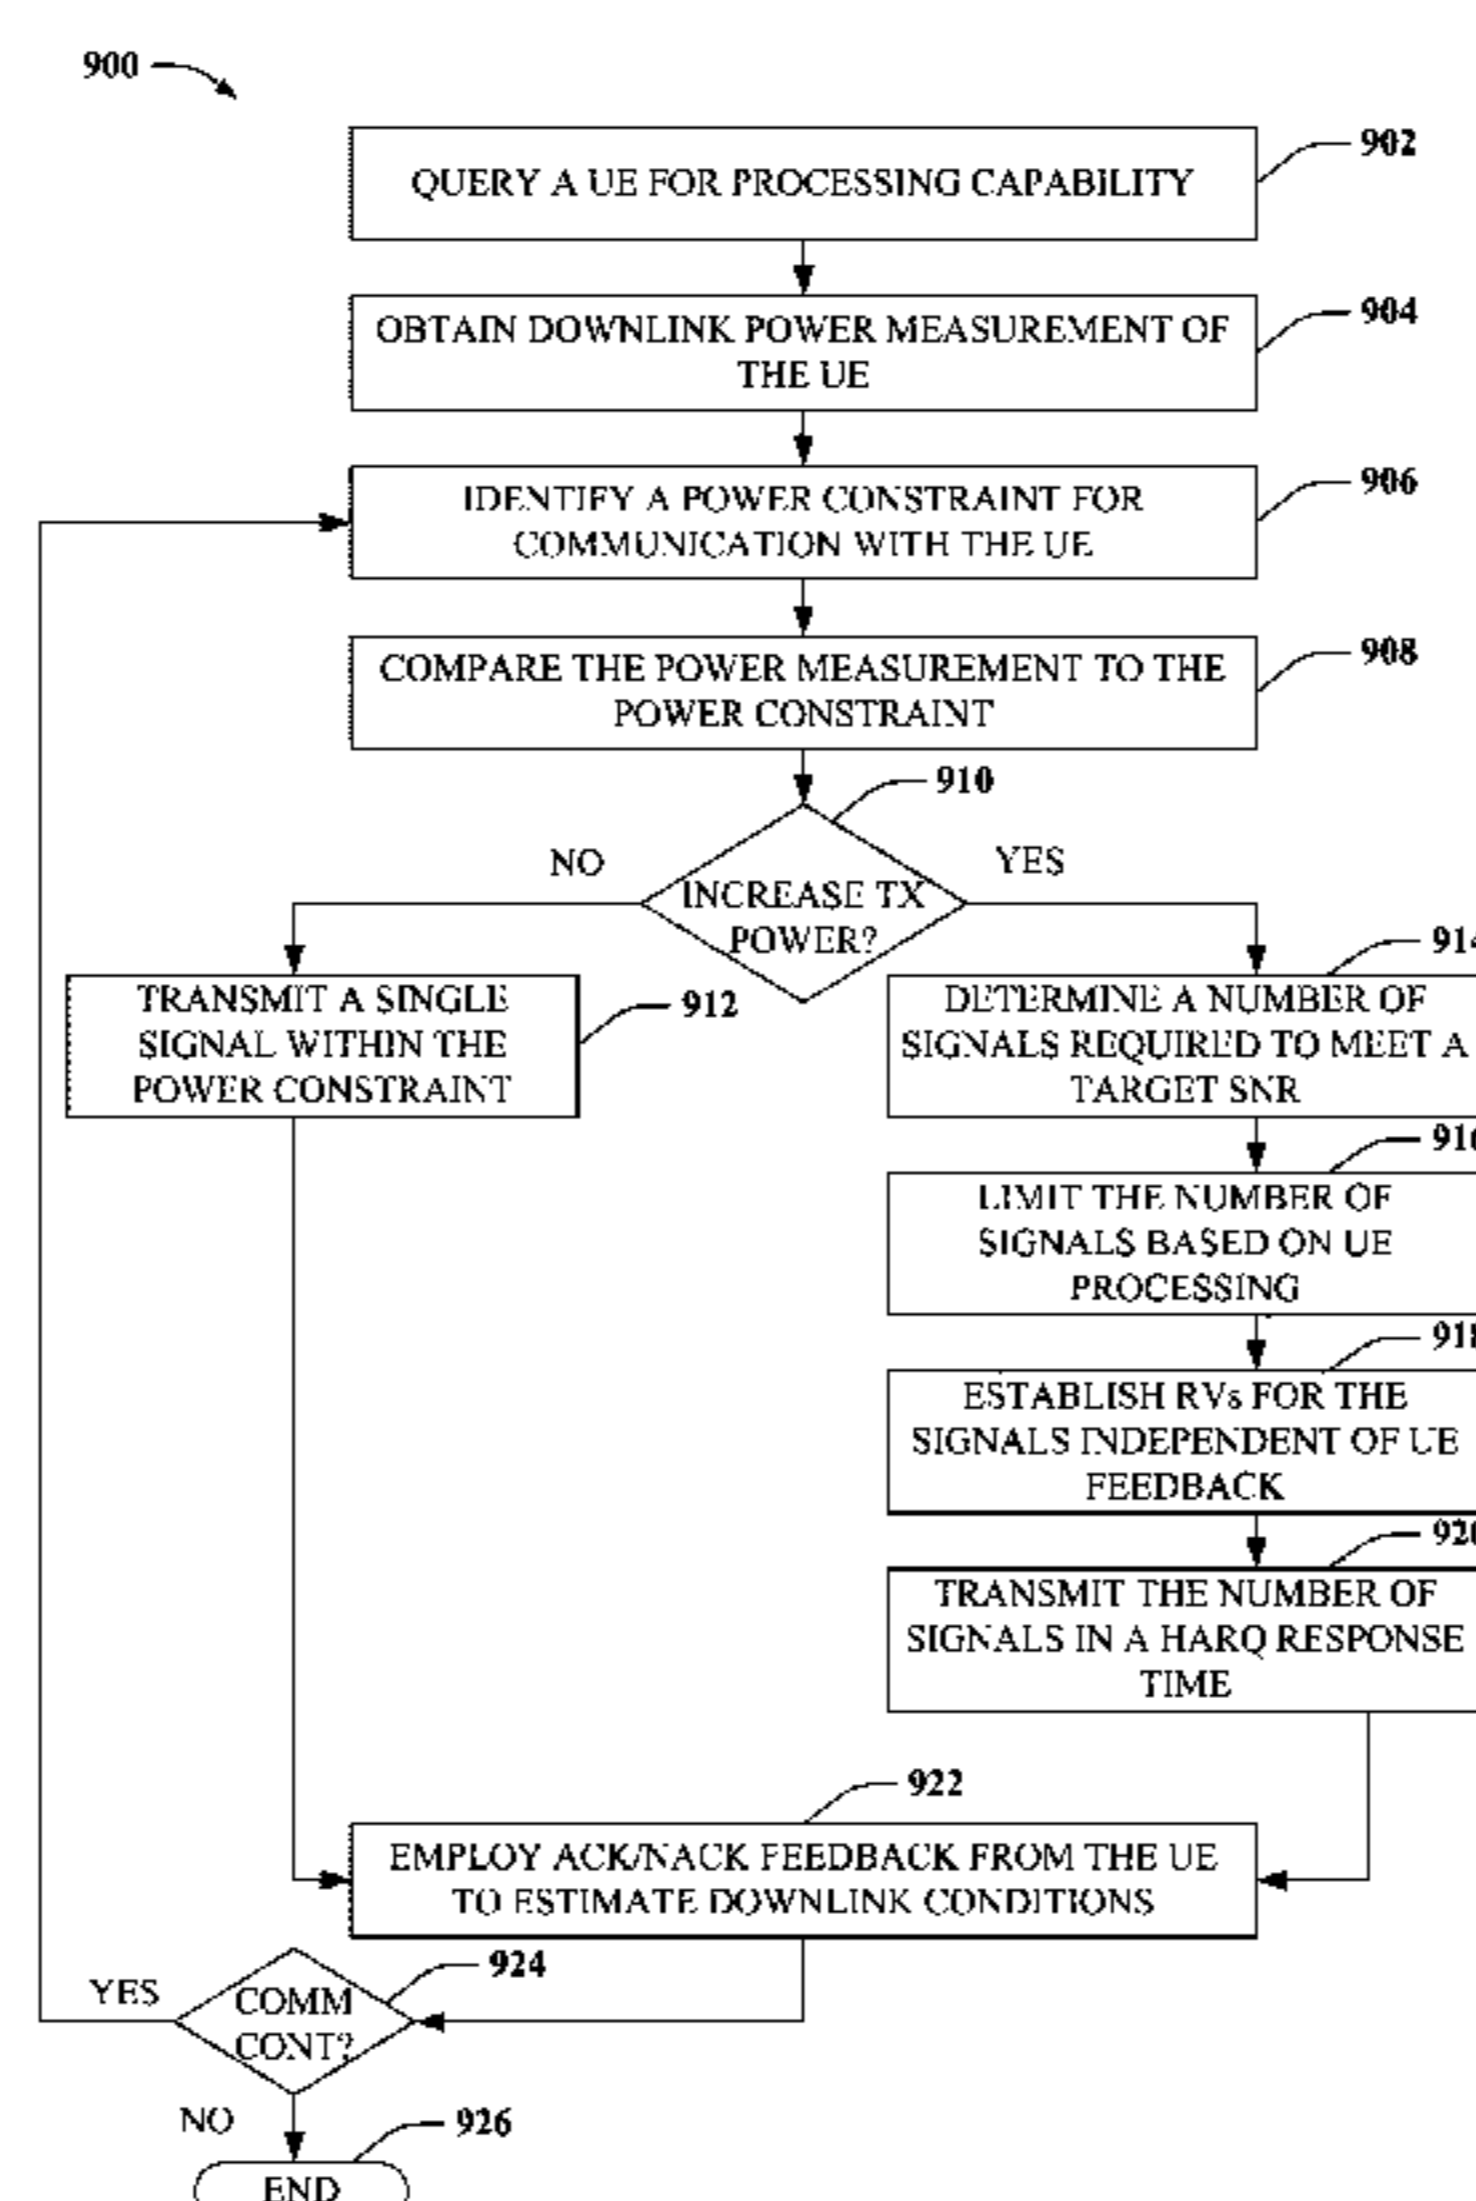 900
QUERY A UE FOR PROCESSING CAPABILITY
902
OBTAIN DOWNLINK POWER MEASUREMENT OF
THE UE
904
IDENTIFY A POWER CONSTRAINT FOR
COMMUNICATION WITH THE UE
906
COMPARE THE POWER MEASUREMENT TO THE
POWER CONSTRAINT
908
910
NO
YES
INCREASE TX
POWER?
TRANSMIT A SINGLE
SIGNAL WITHIN THE
POWER CONSTRAINT
912
DETERMINE A NUMBER OF
SIGNALS REQUIRED TO MEET A
TARGET SNR
LIMIT THE NUMBER OF
SIGNALS BASED ON UE
PROCESSING
ESTABLISH RVs FOR THE
SIGNALS INDEPENDENT OF UE
FEEDBACK
TRANSMIT THE NUMBER OF
SIGNALS IN A HARQ RESPONSE
TIME
922
EMPLOY ACK/NACK FEEDBACK FROM THE UE
TO ESTIMATE DOWNLINK CONDITIONS
924
YES
COMM
CONT?
NO
926
END